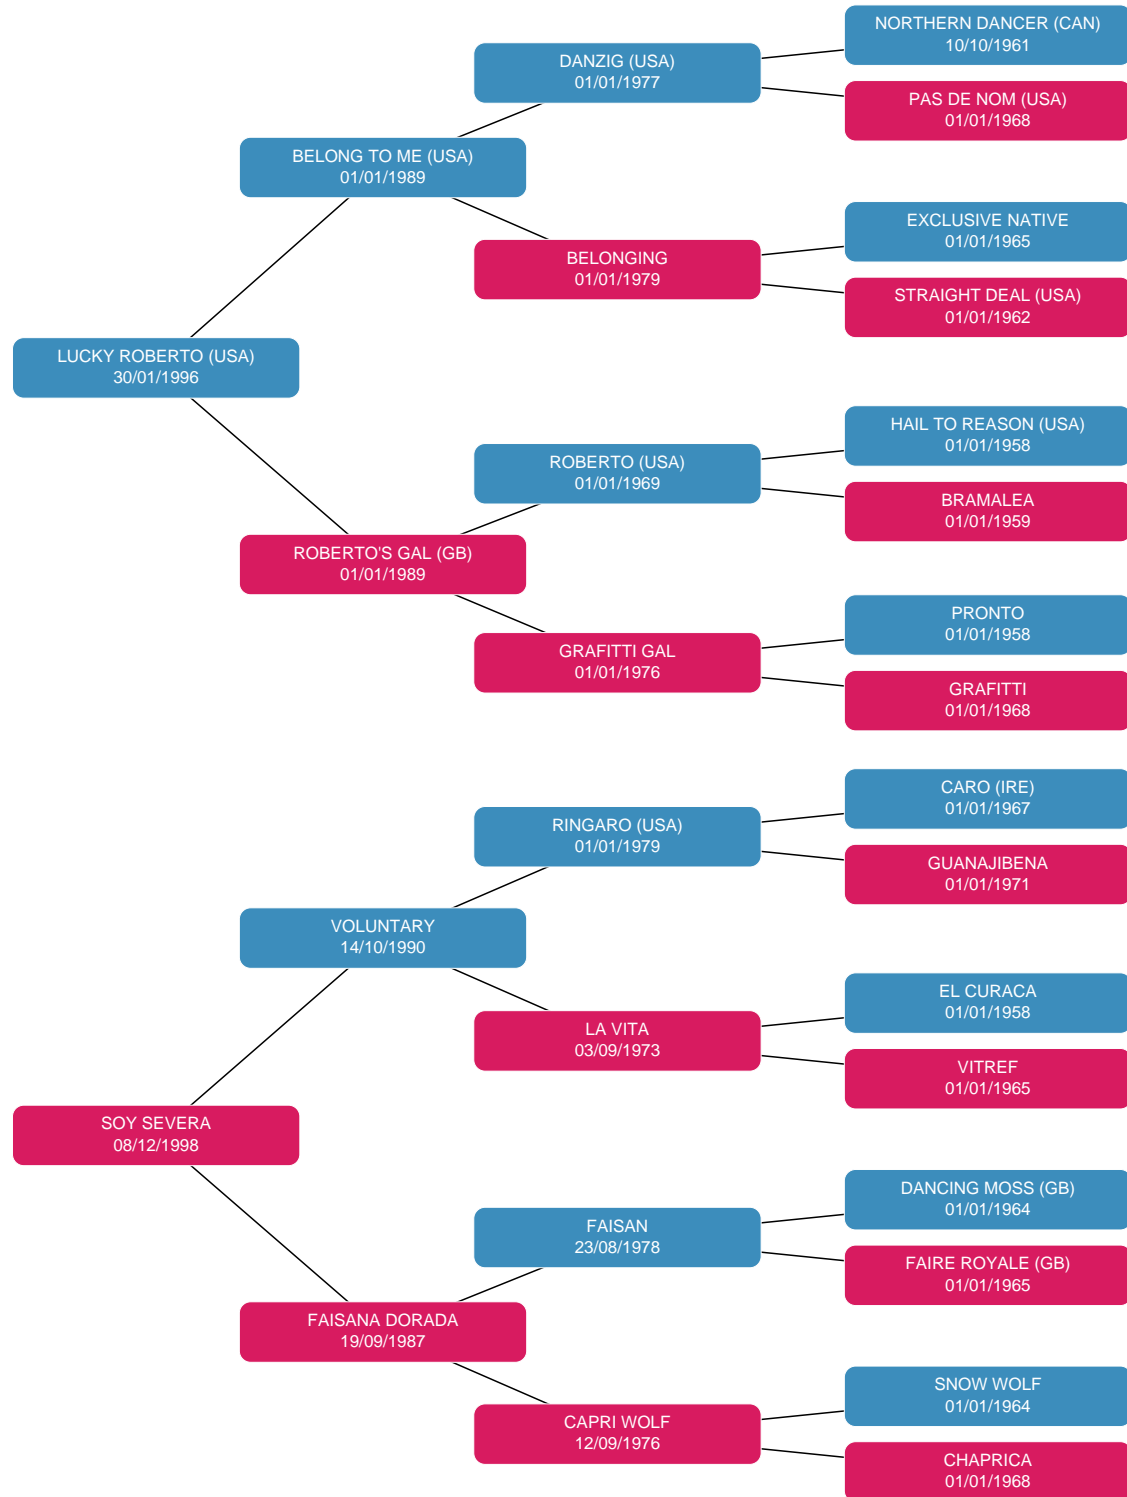 NORTHERN DANCER (CAN)
10/10/1961
DANZIG (USA)
01/01/1977
PAS DE NOM (USA)
01/01/1968
BELONG TO ME (USA)
01/01/1989
EXCLUSIVE NATIVE
01/01/1965
BELONGING
01/01/1979
STRAIGHT DEAL (USA)
01/01/1962
LUCKY ROBERTO (USA)
30/01/1996
HAIL TO REASON (USA)
01/01/1958
ROBERTO (USA)
01/01/1969
BRAMALEA
01/01/1959
ROBERTO'S GAL (GB)
01/01/1989
PRONTO
01/01/1958
GRAFITTI GAL
01/01/1976
GRAFITTI
01/01/1968
CARO (IRE)
01/01/1967
RINGARO (USA)
01/01/1979
GUANAJIBENA
01/01/1971
VOLUNTARY
14/10/1990
EL CURACA
01/01/1958
LA VITA
03/09/1973
VITREF
01/01/1965
SOY SEVERA
08/12/1998
DANCING MOSS (GB)
01/01/1964
FAISAN
23/08/1978
FAIRE ROYALE (GB)
01/01/1965
FAISANA DORADA
19/09/1987
SNOW WOLF
01/01/1964
CAPRI WOLF
12/09/1976
CHAPRICA
01/01/1968